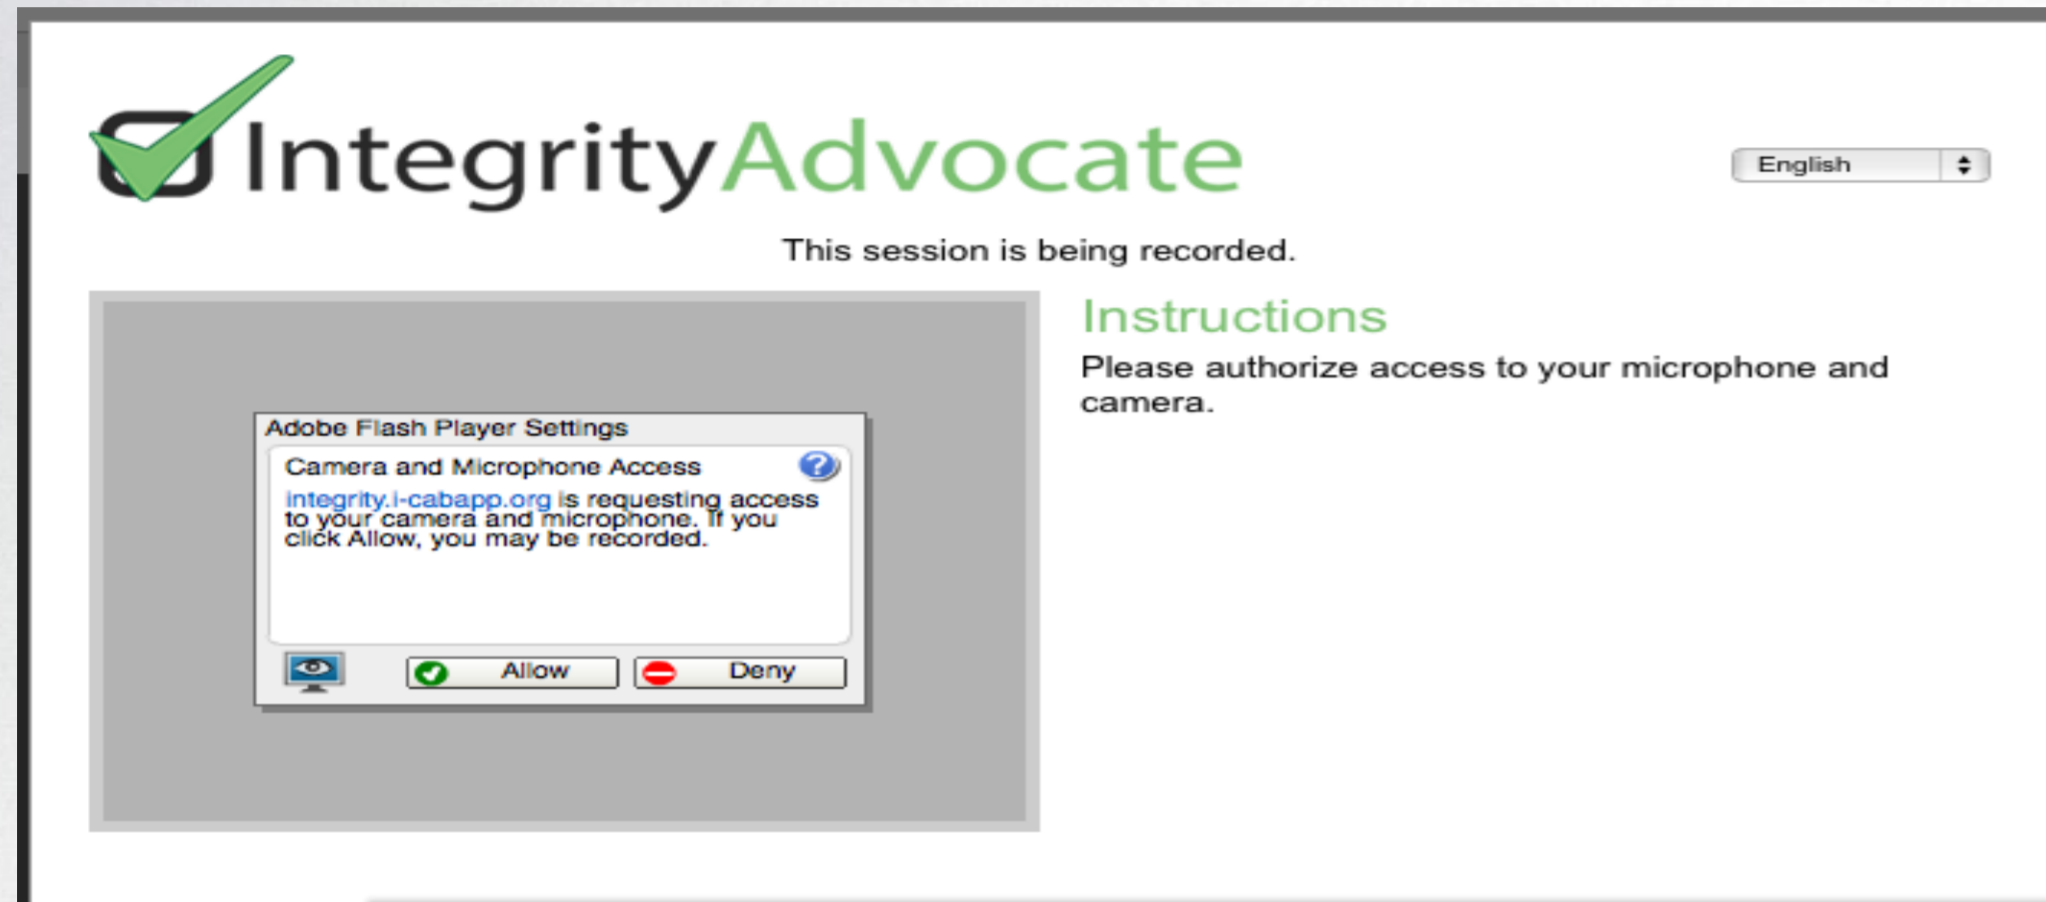 IntegrityAdvocate
English
This session is being recorded.
Instructions
Please authorize access to your microphone and
camera.
Adobe Flash Player Settings
Camera and Microphone Access
integrity.i-cabapp.org is requesting access
to your camera and microphone. If you
click Allow, you may be recorded.
Allow
Deny